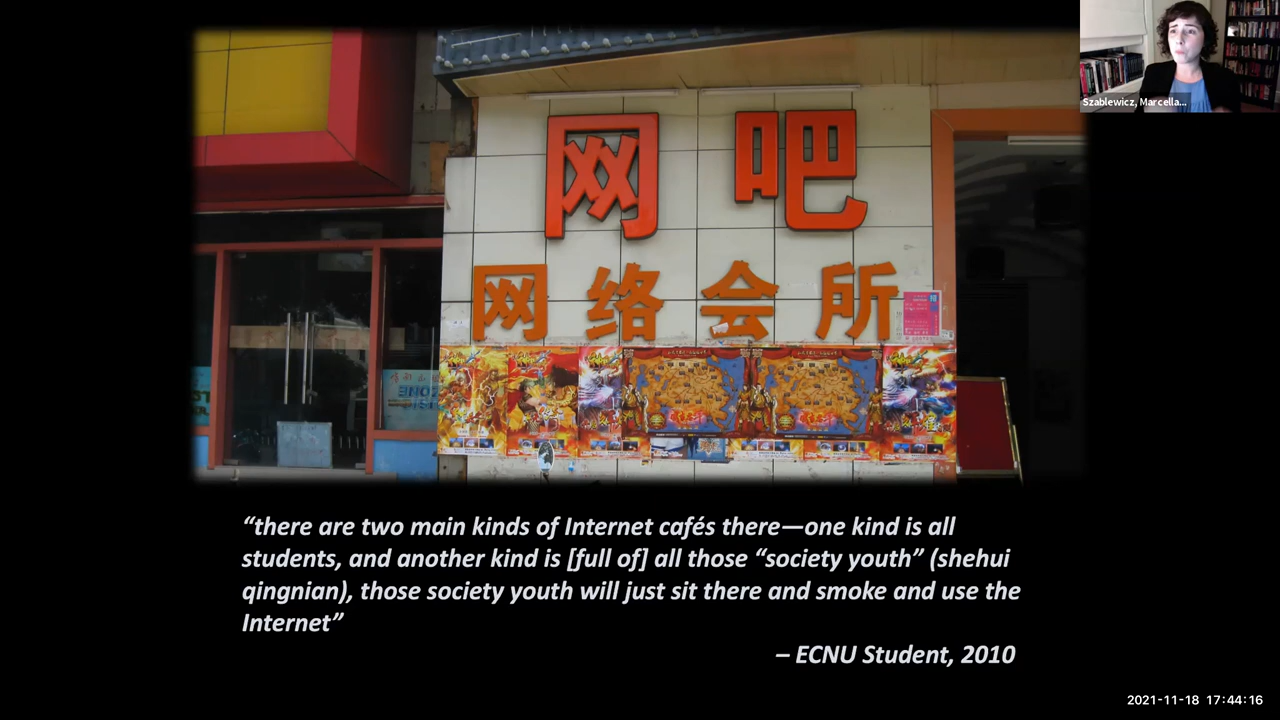 Szablewicz, Marcella...
网吧
网络会所
“there are two main kinds of Internet cafés there—one kind is all
students, and another kind is [full of] all those “society youth” (shehui
qingnian), those society youth will just sit there and smoke and use the
Internet”
– ECNU Student, 2010
2021-11-18 17:44:16